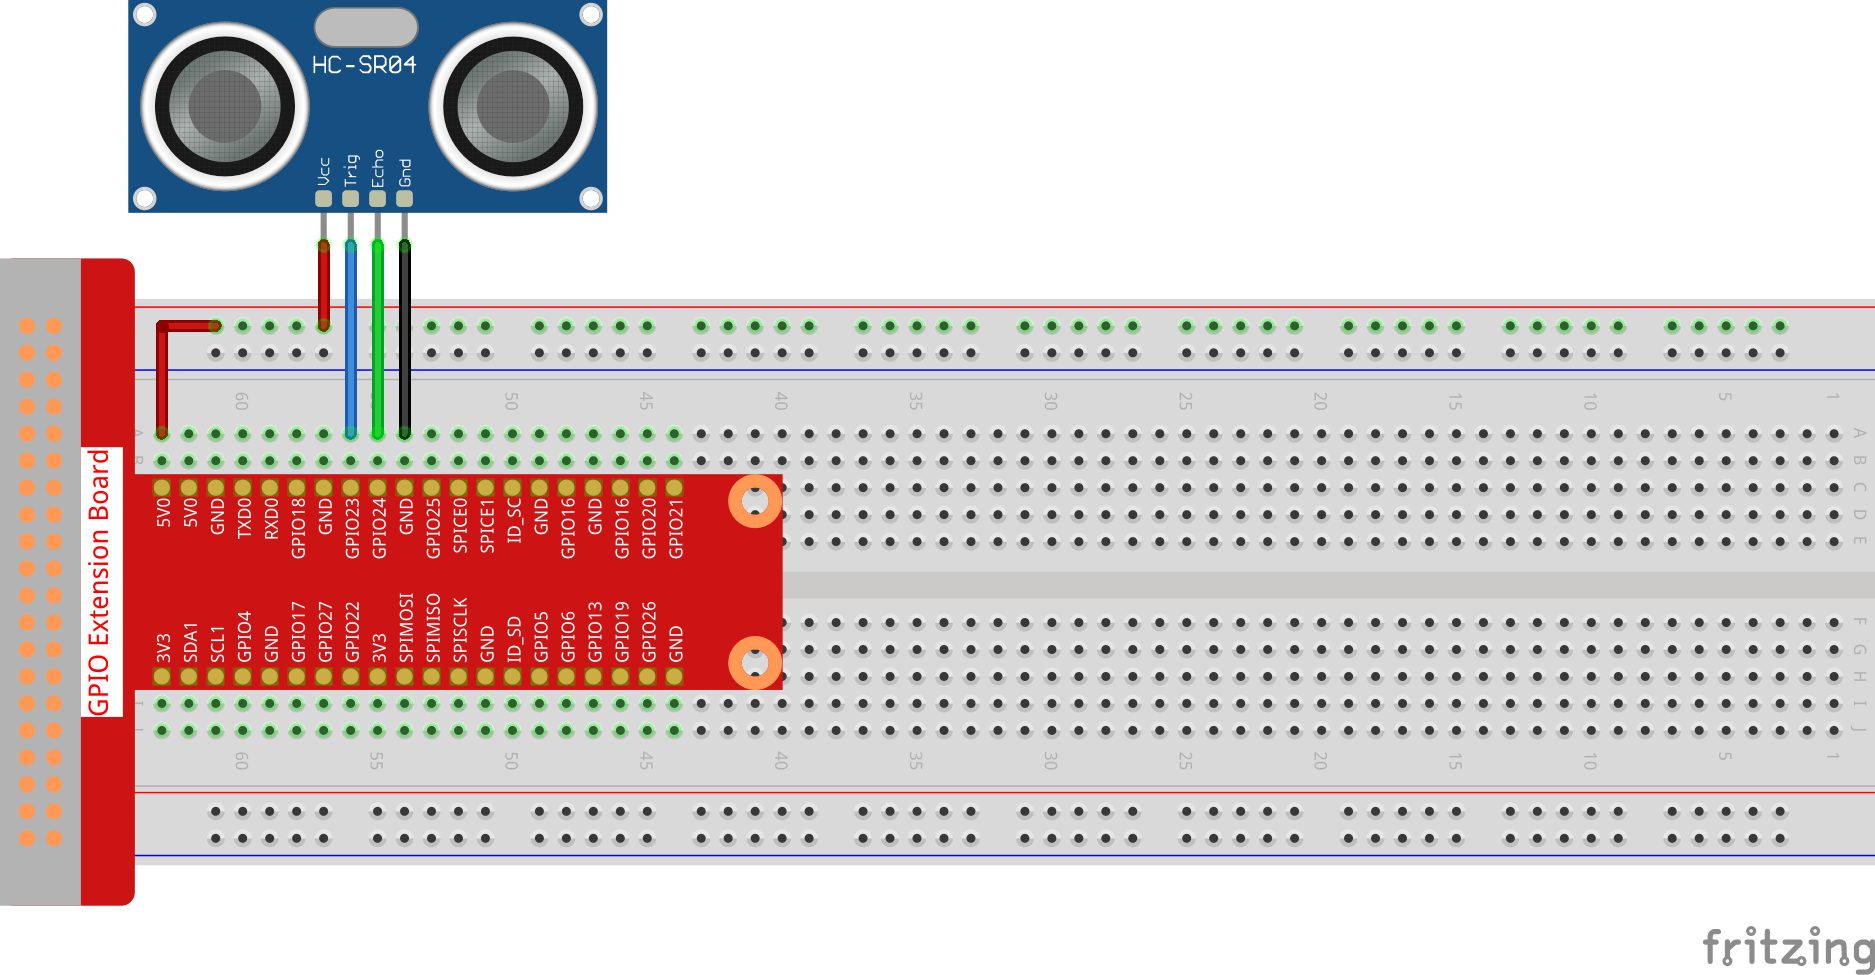 HC-SR04
Vcc
Trig
Echo
Gnd
60
50
45
40
35
30
25
20
15
10
5
1
A
B
C
D
E
5V0
5V0
GND
TXD0
RXD0
GPIO18
GND
GPIO23
GPIO24
GND
GPIO25
SPICE0
SPICE1
ID_SC
GND
GPIO16
GND
GPIO16
GPIO20
GPIO21
GPIO Extension Board
3V3
SDA1
SCL1
GPIO4
GND
GPIO17
GPIO27
GPIO22
3V3
SPIMOSI
SPIMISO
SPISCLK
GND
ID_SD
GPIO5
GPIO6
GPIO13
GPIO19
GPIO26
GND
F
G
H
I
J
60
55
50
45
40
35
30
25
20
15
10
5
1
fritzing